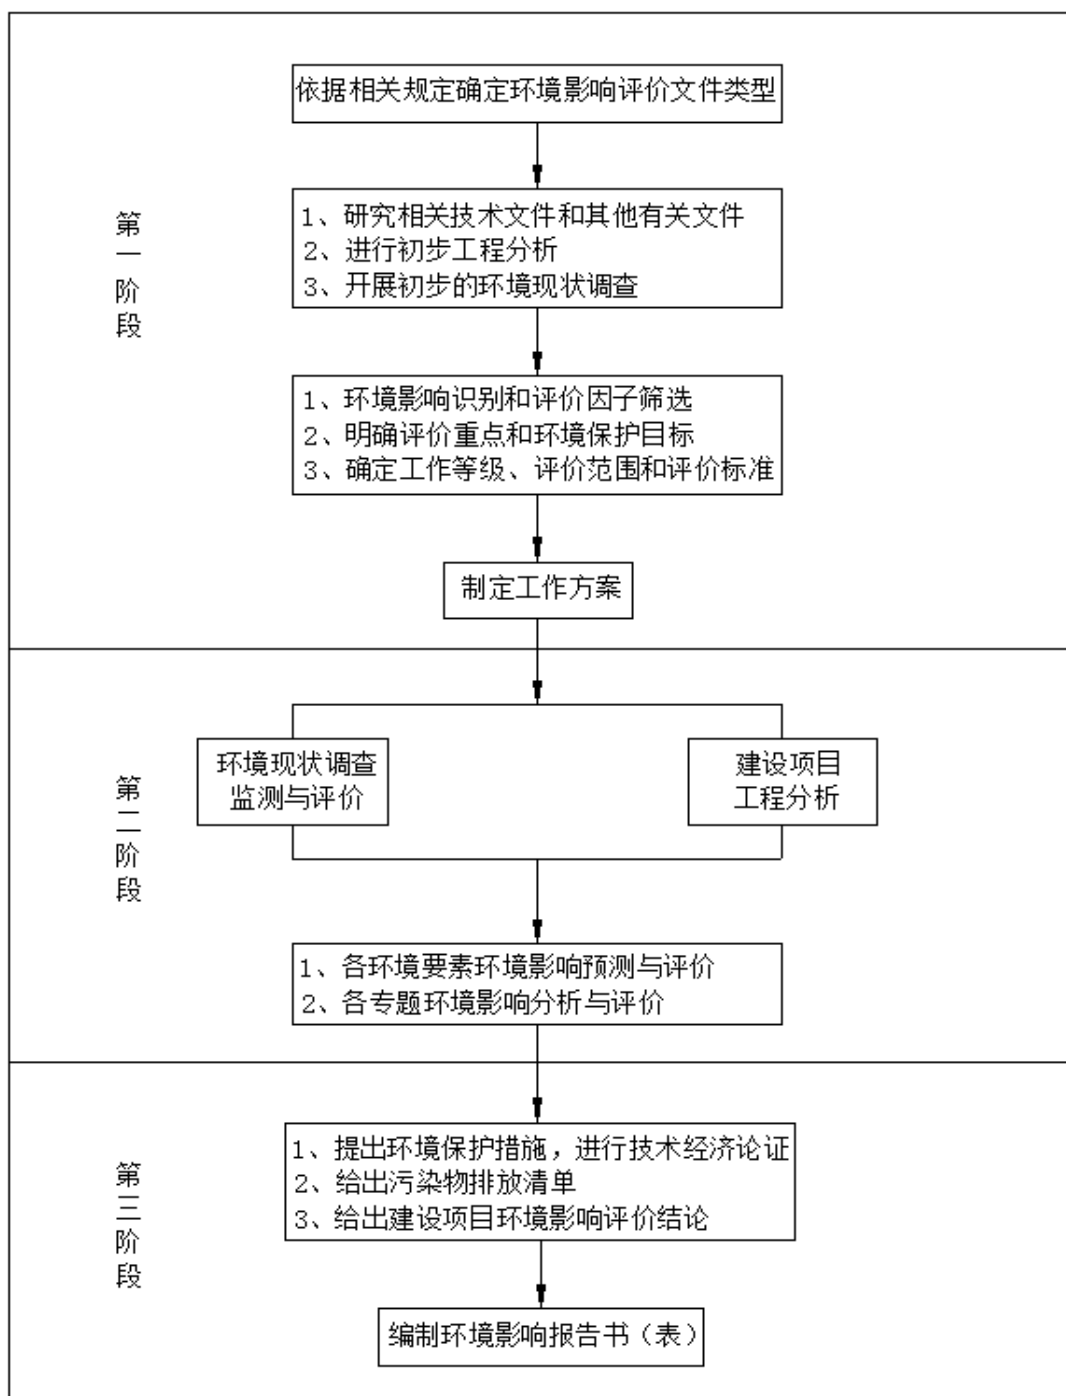 依据相关规定确定环境影响评价文件类型
第一阶段
1、研究相关技术文件和其他有关文件
2、进行初步工程分析
3、开展初步的环境现状调查
1、环境影响识别和评价因子筛选
2、明确评价重点和环境保护目标
3、确定工作等级、评价范围和评价标准
制定工作方案
第二阶段
环境现状调查
监测与评价
建设项目
工程分析
1、各环境要素环境影响预测与评价
2、各专题环境影响分析与评价
第三阶段
1、提出环境保护措施，进行技术经济论证
2、给出污染物排放清单
3、给出建设项目环境影响评价结论
编制环境影响报告书（表）